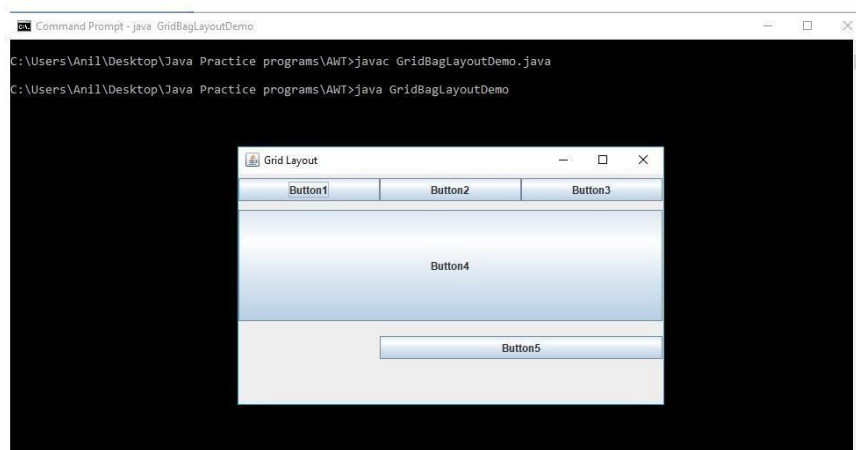 Command Prompt - java GridBagLayoutDemo
C:\Users\Anil\Desktop\Java Practice programs\AWT>javac GridBagLayoutDemo.java
C:\Users\Anil\Desktop\Java Practice programs\AWT>java GridBagLayoutDemo
Grid Layout
Button1 Button2 Button3
Button4
Button5